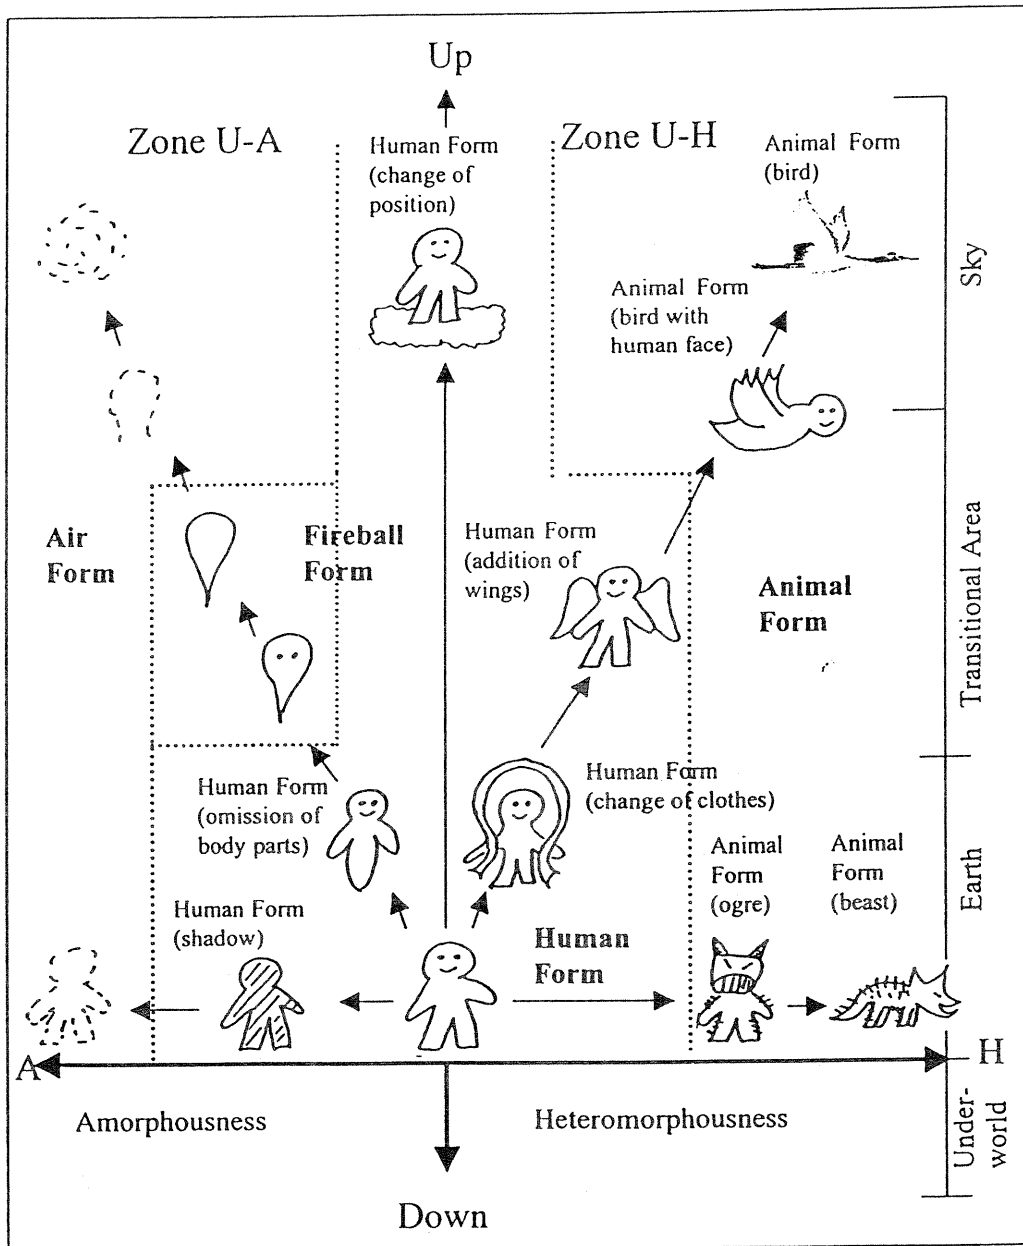 Up
Zone U-A
Human Form
(change of
position)
Zone U-H
Animal Form
(bird)
Sky
Animal Form
(bird with
human face)
Air
Form
Fireball
Form
Human Form
(addition of
wings)
Animal
Form
Transitional Area
Human Form
(omission of
body parts)
Human Form
(change of clothes)
Animal
Form
(ogre)
Animal
Form
(beast)
Earth
Human Form
(shadow)
Human
Form
A
H
Amorphousness
Heteromorphousness
Under-
world
Down